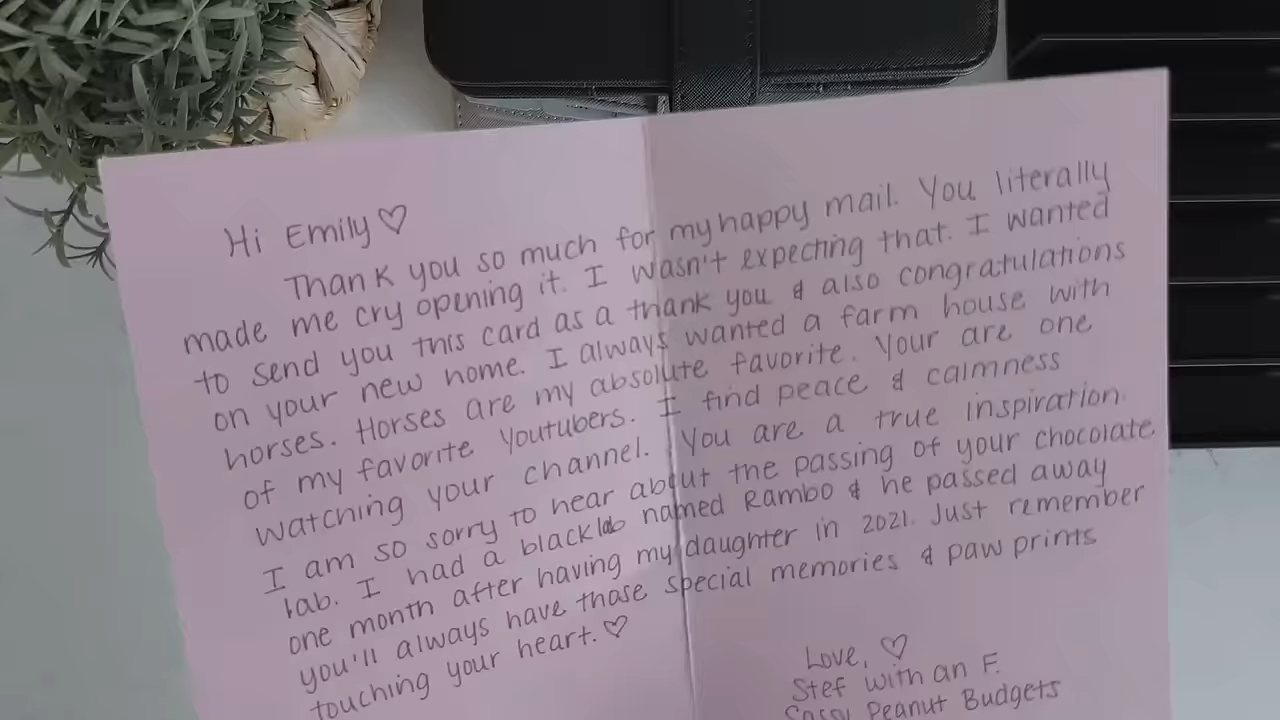 Hi Emily ♡
Thank you so much for my happy mail. You literally
made me cry opening it. I wasn't expecting that. I wanted
to send you this card as a thank you & also congratulations
on your new home. I always wanted a farm house with
horses. Horses are my absolute favorite. Your are one
of my favorite Youtubers. I find peace & calmness
watching your channel. You are a true inspiration.
I am so sorry to hear about the passing of your chocolate
lab. I had a black lab named Rambo & he passed away
one month after having my daughter in 2021. Just remember
you'll always have those special memories & paw prints
touching your heart. ♡
Love, ♡
Stef with an F.
Sassy Peanut Budgets